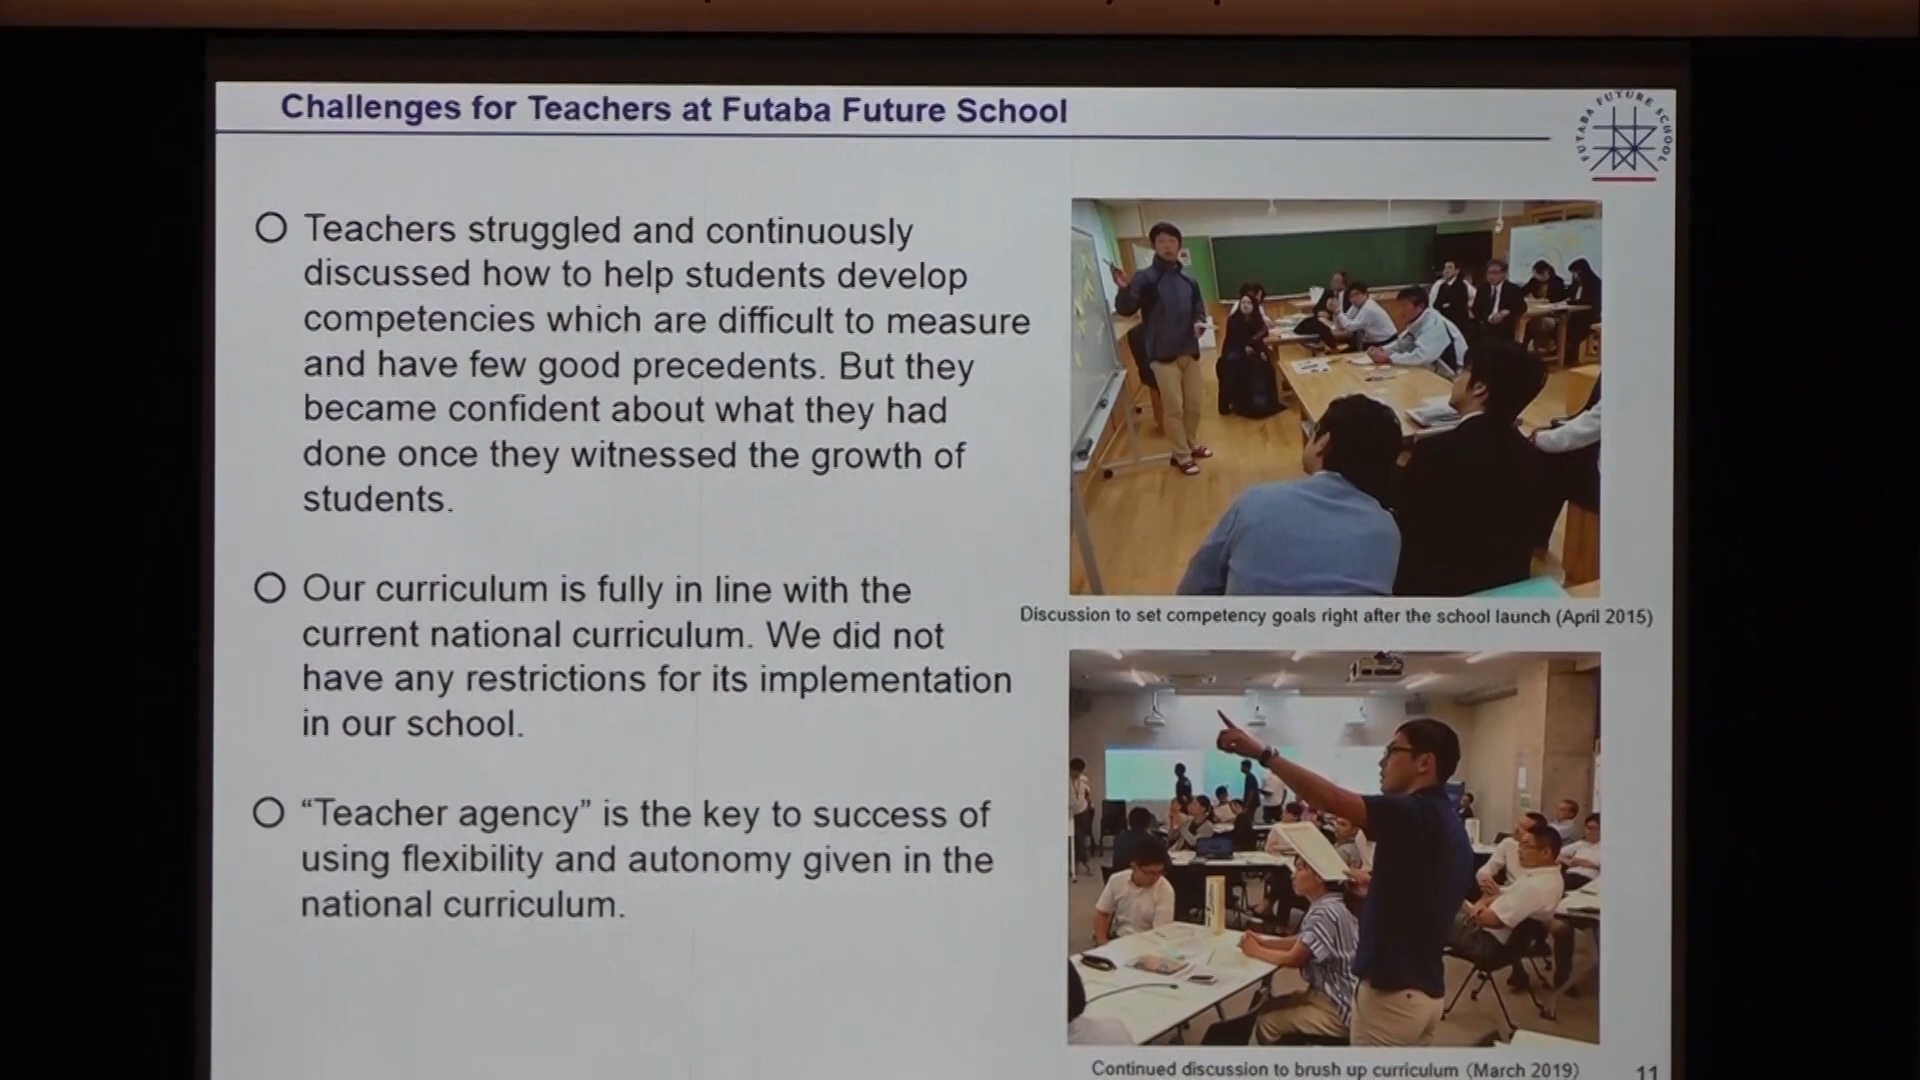 Challenges for Teachers at Futaba Future School
FUTABA FUTURE SCHOOL
○ Teachers struggled and continuously
discussed how to help students develop
competencies which are difficult to measure
and have few good precedents. But they
became confident about what they had
done once they witnessed the growth of
students.
○ Our curriculum is fully in line with the
current national curriculum. We did not
have any restrictions for its implementation
in our school.
○ “Teacher agency” is the key to success of
using flexibility and autonomy given in the
national curriculum.
Discussion to set competency goals right after the school launch (April 2015)
Continued discussion to brush up curriculum (March 2019)
11